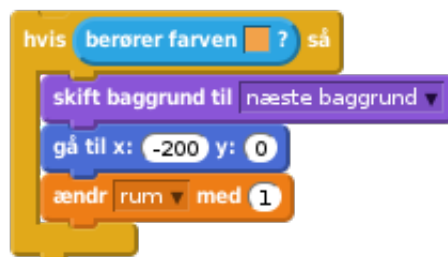 hvis berører farven ? så
skift baggrund til næste baggrund
gå til x: -200 y: 0
ændr rum med 1